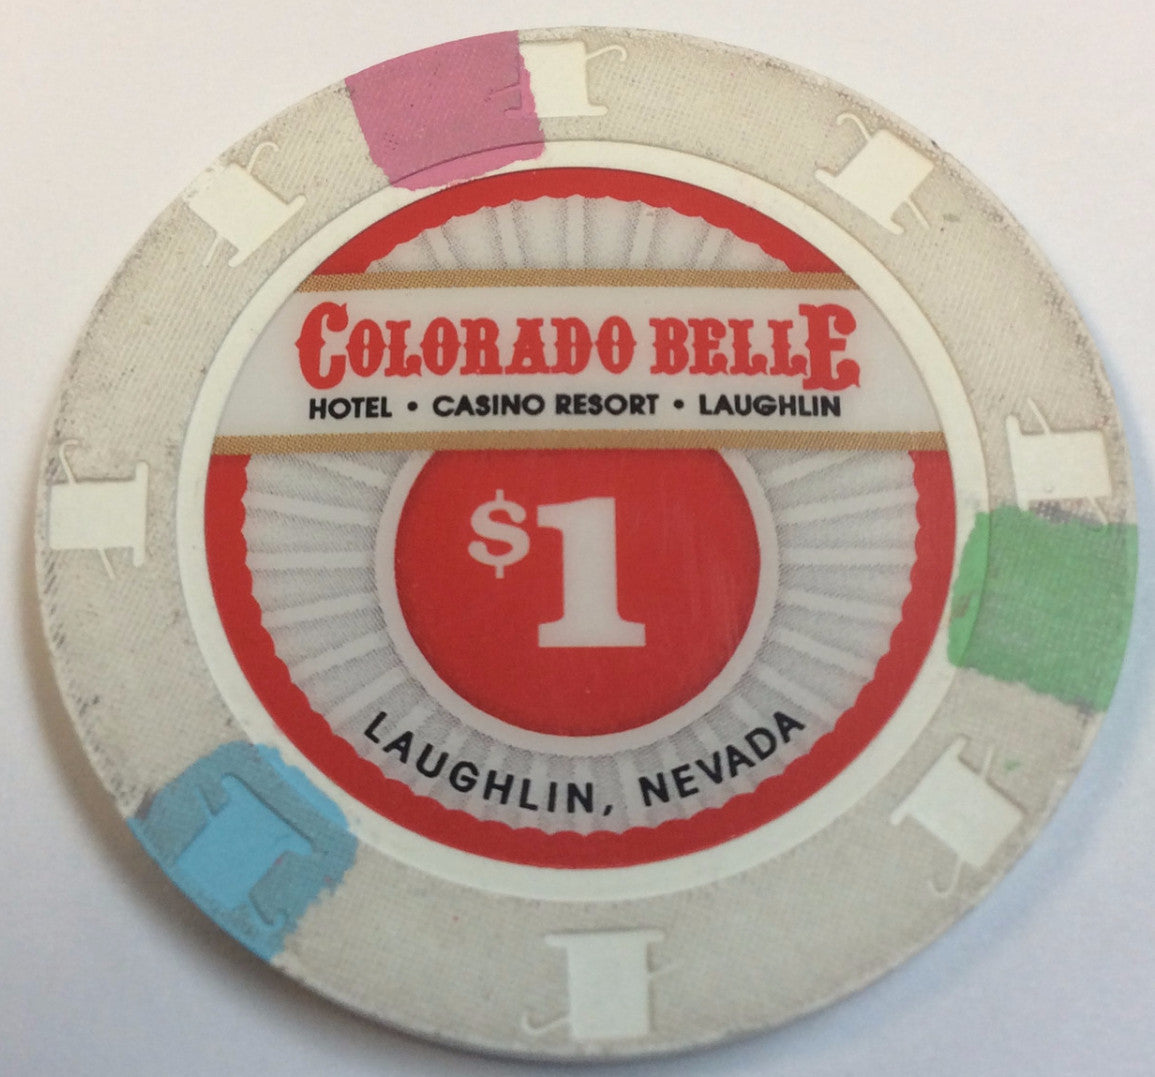 COLORADO BELLE
HOTEL • CASINO RESORT • LAUGHLIN
$1
LAUGHLIN, NEVADA